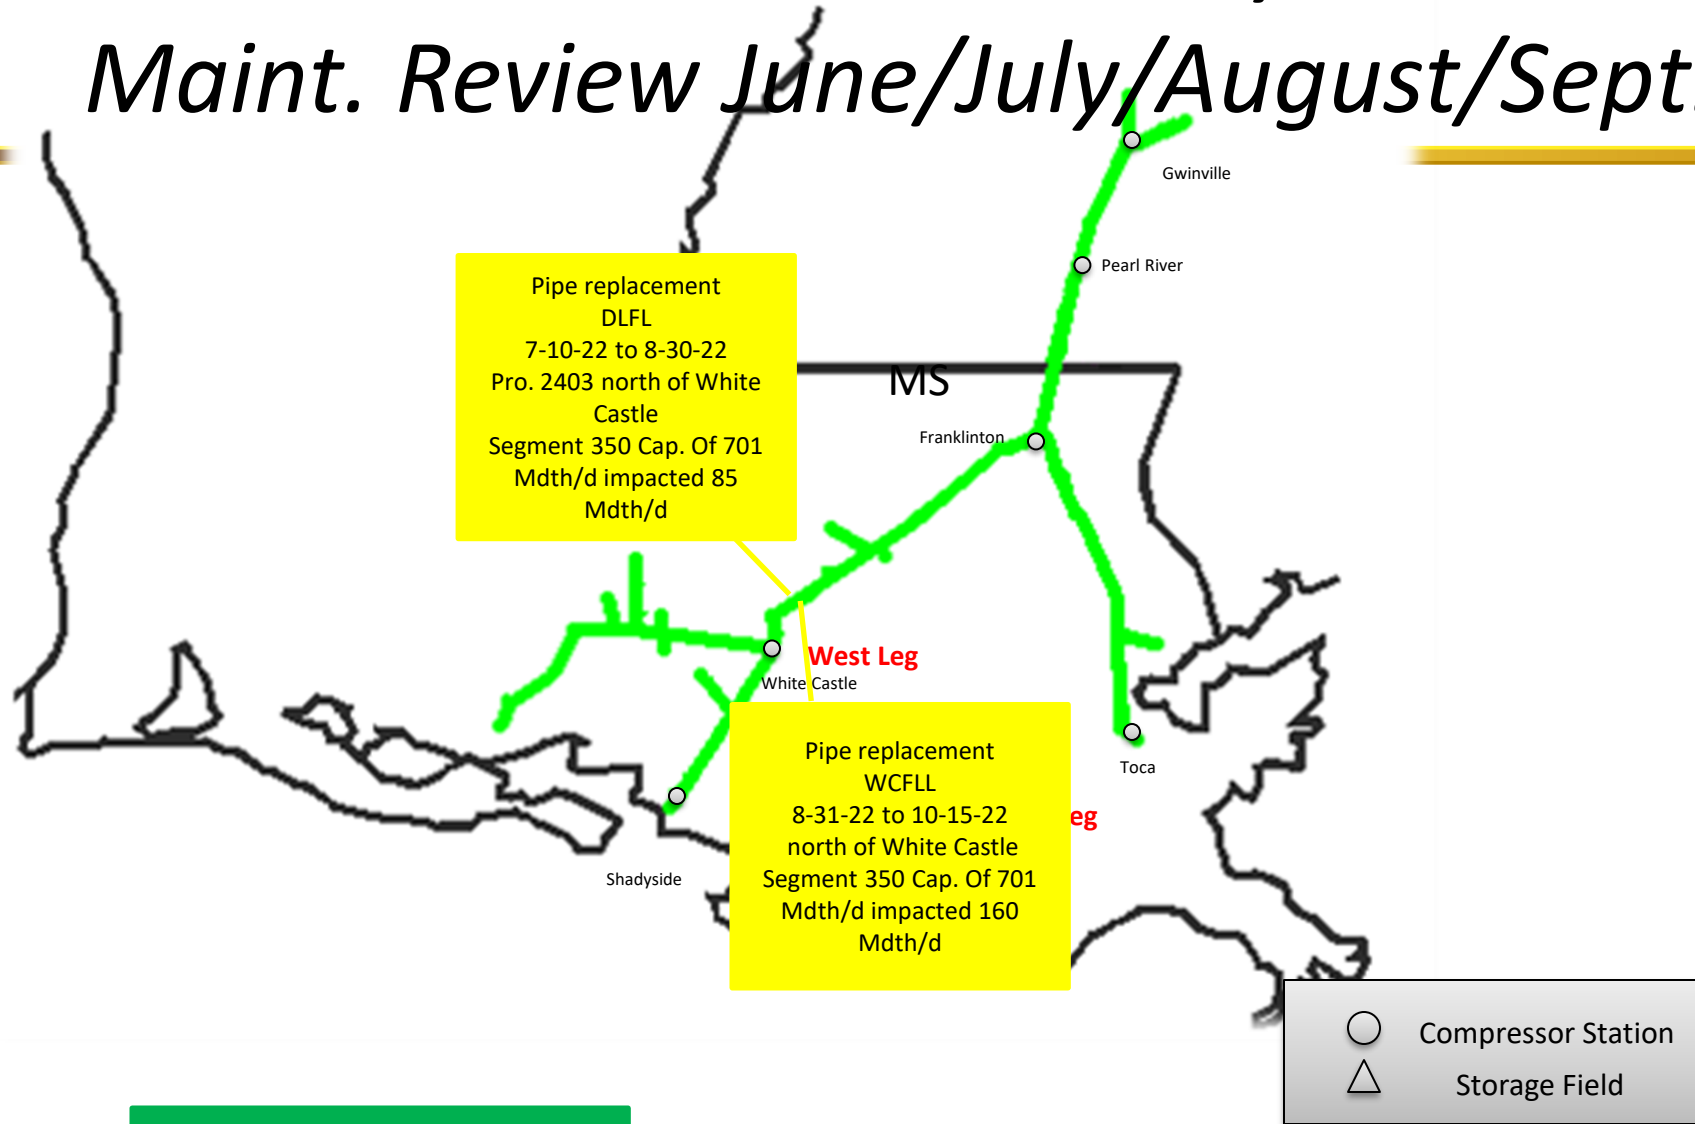 Maint. Review June/July/August/Sept.
Gwinville
Pearl River
Pipe replacement
DLFL
7-10-22 to 8-30-22
Pro. 2403 north of White
Castle
Segment 350 Cap. Of 701
Mdth/d impacted 85
Mdth/d
MS
Franklinton
West Leg
White Castle
Pipe replacement
WCFLL
8-31-22 to 10-15-22
north of White Castle
Segment 350 Cap. Of 701
Mdth/d impacted 160
Mdth/d
Toca
eg
Shadyside
Compressor Station
Storage Field